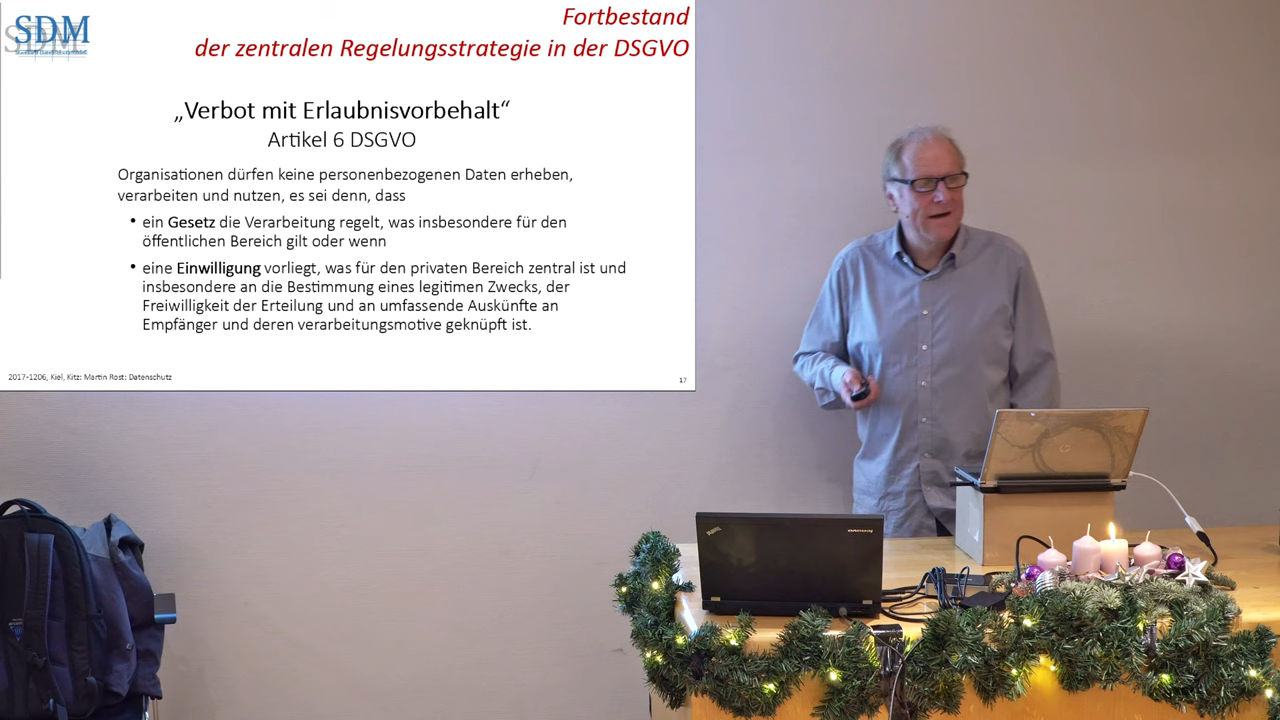 SDM
Fortbestand
der zentralen Regelungsstrategie in der DSGVO
„Verbot mit Erlaubnisvorbehalt“
Artikel 6 DSGVO
Organisationen dürfen keine personenbezogenen Daten erheben,
verarbeiten und nutzen, es sei denn, dass
• ein Gesetz die Verarbeitung regelt, was insbesondere für den
öffentlichen Bereich gilt oder wenn
• eine Einwilligung vorliegt, was für den privaten Bereich zentral ist und
insbesondere an die Bestimmung eines legitimen Zwecks, der
Freiwilligkeit der Erteilung und an umfassende Auskünfte an
Empfänger und deren verarbeitungsmotive geknüpft ist.
2017-1206, Kiel, Kitz: Martin Rost: Datenschutz
17
hp
ThinkPad
lenovo